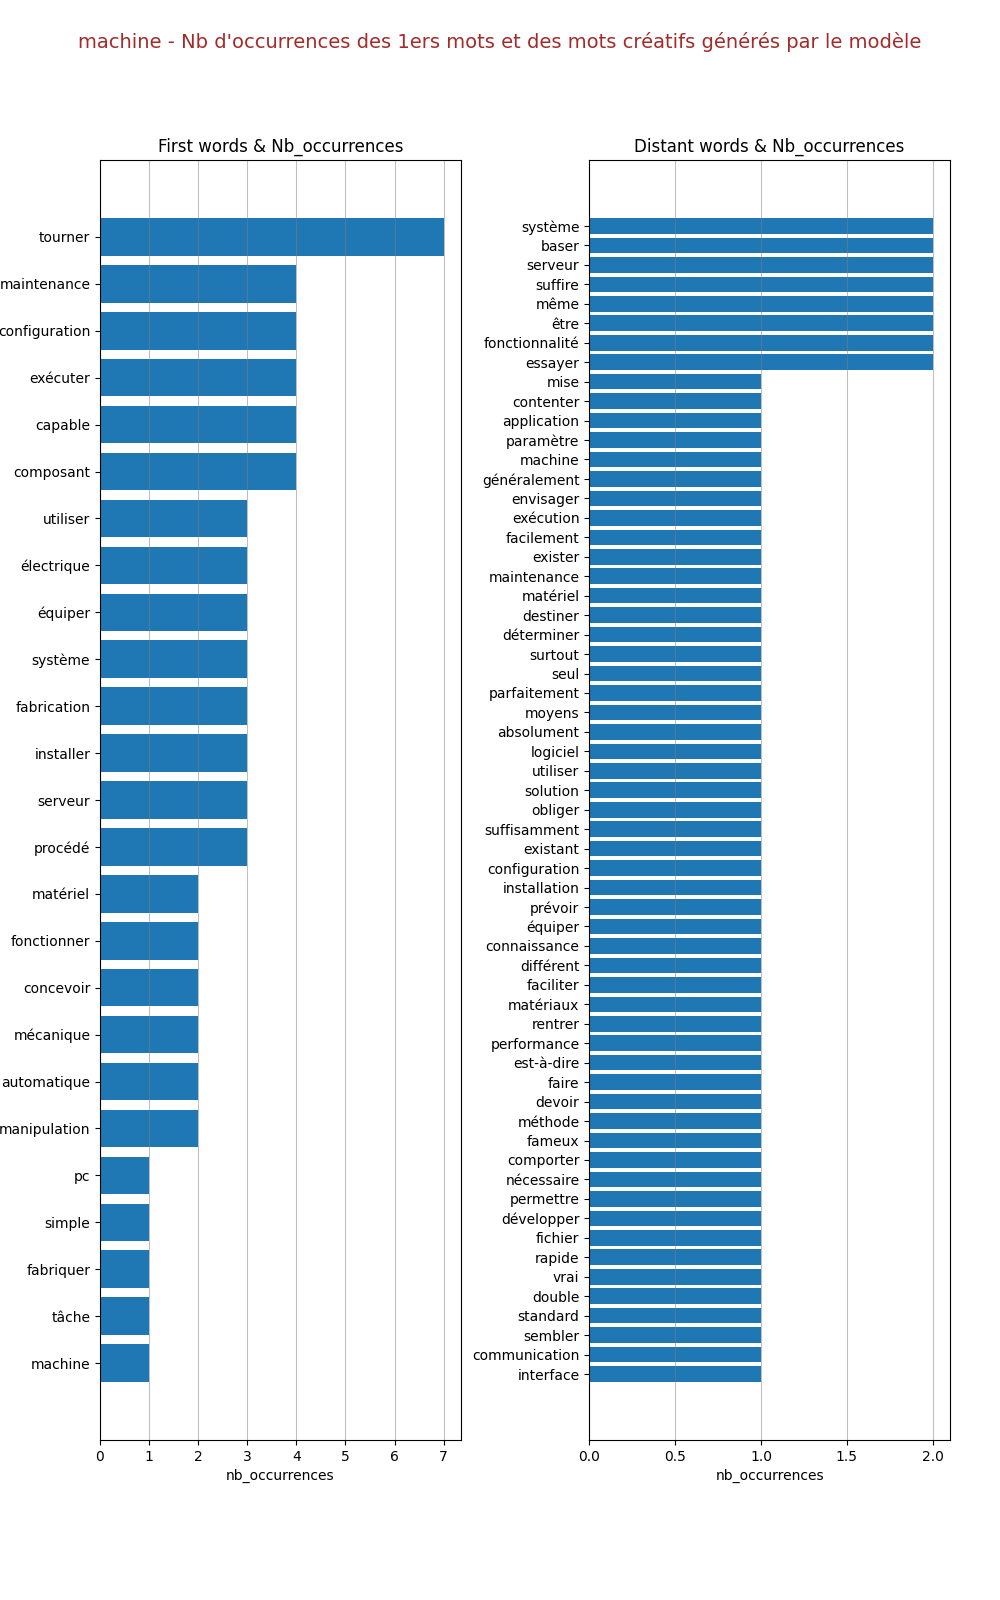 machine - Nb d'occurrences des 1ers mots et des mots créatifs générés par le modèle
First words & Nb_occurrences
tourner
maintenance
configuration
exécuter
capable
composant
utiliser
électrique
équiper
système
fabrication
installer
serveur
procédé
matériel
fonctionner
concevoir
mécanique
automatique
manipulation
pc
simple
fabriquer
tâche
machine
0 1 2 3 4 5 6 7
nb_occurrences
Distant words & Nb_occurrences
système
baser
serveur
suffire
même
être
fonctionnalité
essayer
mise
contenter
application
paramètre
machine
généralement
envisager
exécution
facilement
exister
maintenance
matériel
destiner
déterminer
surtout
seul
parfaitement
moyens
absolument
logiciel
utiliser
solution
obliger
suffisamment
existant
configuration
installation
prévoir
équiper
connaissance
différent
faciliter
matériaux
rentrer
performance
est-à-dire
faire
devoir
méthode
fameux
comporter
nécessaire
permettre
développer
fichier
rapide
vrai
double
standard
sembler
communication
interface
0.0 0.5 1.0 1.5 2.0
nb_occurrences